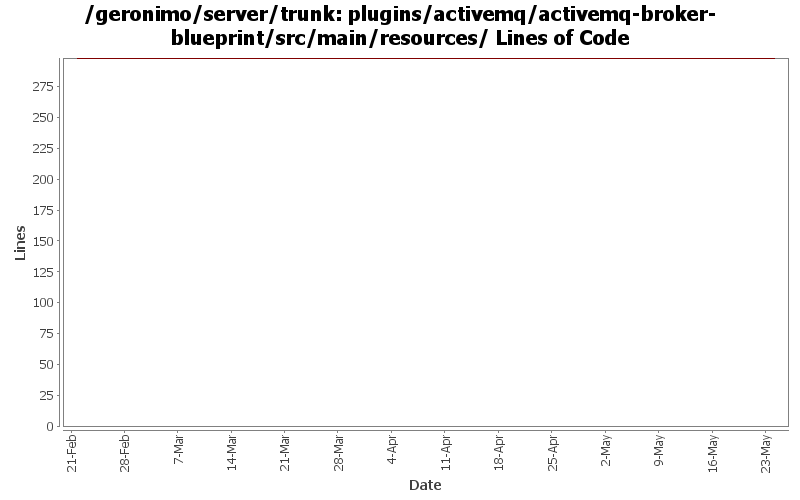 /geronimo/server/trunk: plugins/activemq/activemq-broker-
blueprint/src/main/resources/ Lines of Code
275
250
225
200
175
150
125
100
75
50
25
0
Lines
21-Feb
28-Feb
7-Mar
14-Mar
21-Mar
28-Mar
4-Apr
11-Apr
18-Apr
25-Apr
2-May
9-May
16-May
23-May
Date